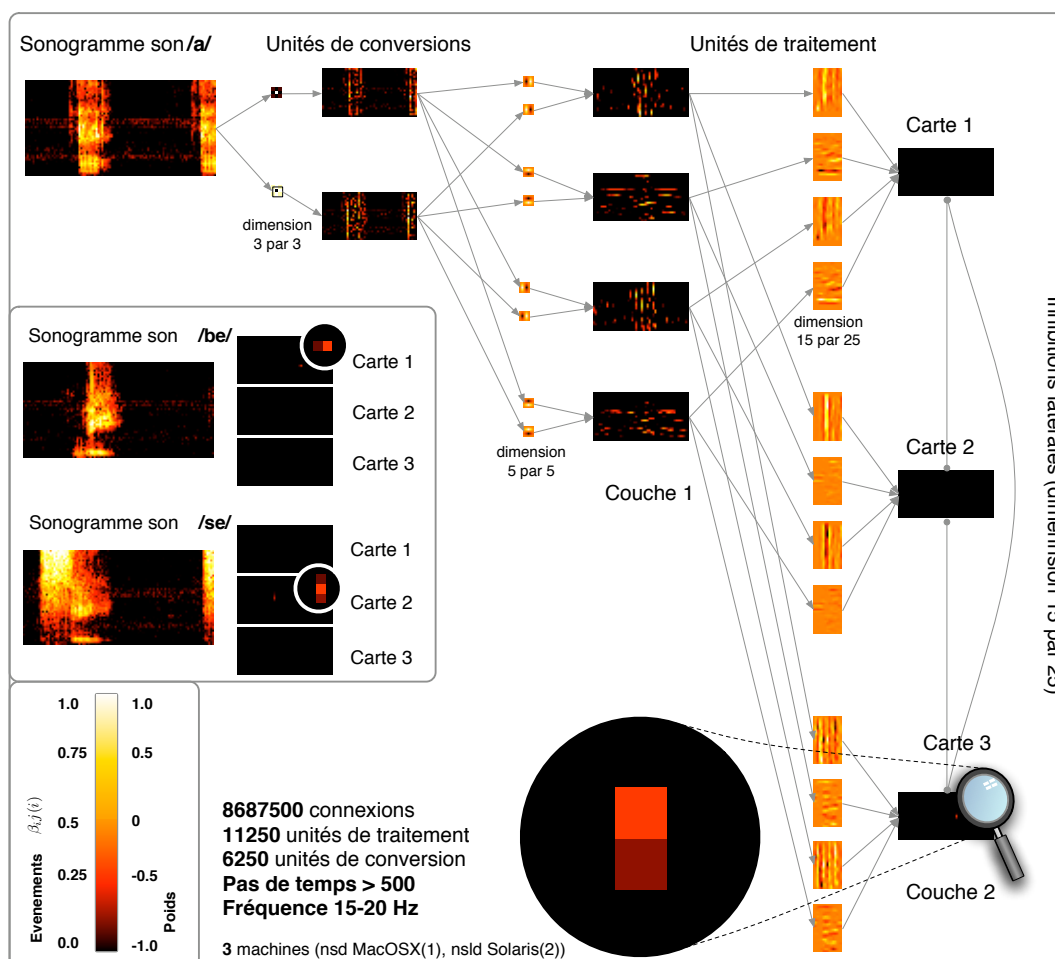 Sonogramme son /a/
Unités de conversions
Unités de traitement
Carte 1
dimension
3 par 3
dimension
15 par 25
Sonogramme son /be/
Carte 1
Carte 2
Carte 3
dimension
5 par 5
Couche 1
Carte 2
Inhibitions latérales (dimension 15 par 25)
Sonogramme son /se/
Carte 1
Carte 2
Carte 3
1.0 1.0
0.75 0.5
0.5 0
0.25 -0.5
0.0 -1.0
Evenements βi,j(i)
Poids
8687500 connexions
11250 unités de traitement
6250 unités de conversion
Pas de temps > 500
Fréquence 15-20 Hz
3 machines (nsd MacOSX(1), nsld Solaris(2))
Carte 3
Couche 2